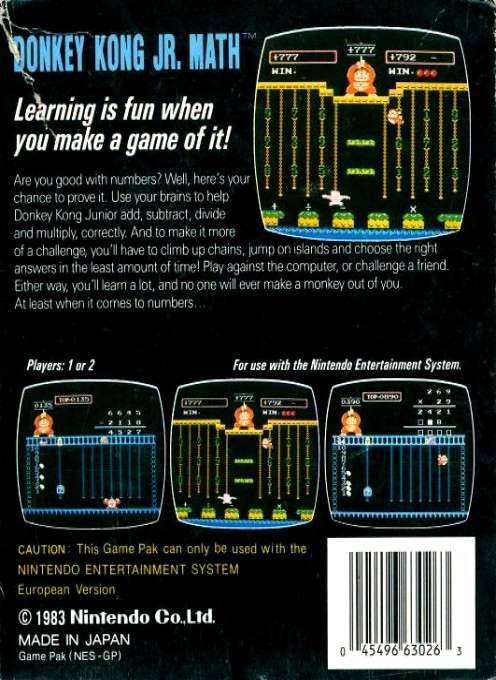 DONKEY KONG JR. MATH™
+777
+777
+792 -
WIN.
WIN.
Learning is fun when
you make a game of it!
Are you good with numbers? Well, here's your
chance to prove it. Use your brains to help
Donkey Kong Junior add, subtract, divide
and multiply, correctly. And to make it more
of a challenge, you'll have to climb up chains, jump on islands and choose the right
answers in the least amount of time! Play against the computer, or challenge a friend.
Either way, you'll learn a lot, and no one will ever make a monkey out of you.
At least when it comes to numbers...
Players: 1 or 2
For use with the Nintendo Entertainment System.
0135
TOP-0135
6645
- 2118
4527
+777
+777
+792 -
WIN.
WIN.
0390
TOP-0890
269
× 29
2421
CAUTION: This Game Pak can only be used with the
NINTENDO ENTERTAINMENT SYSTEM
European Version
© 1983 Nintendo Co.,Ltd.
MADE IN JAPAN
Game Pak (NES-GP)
0 45496 63026 3